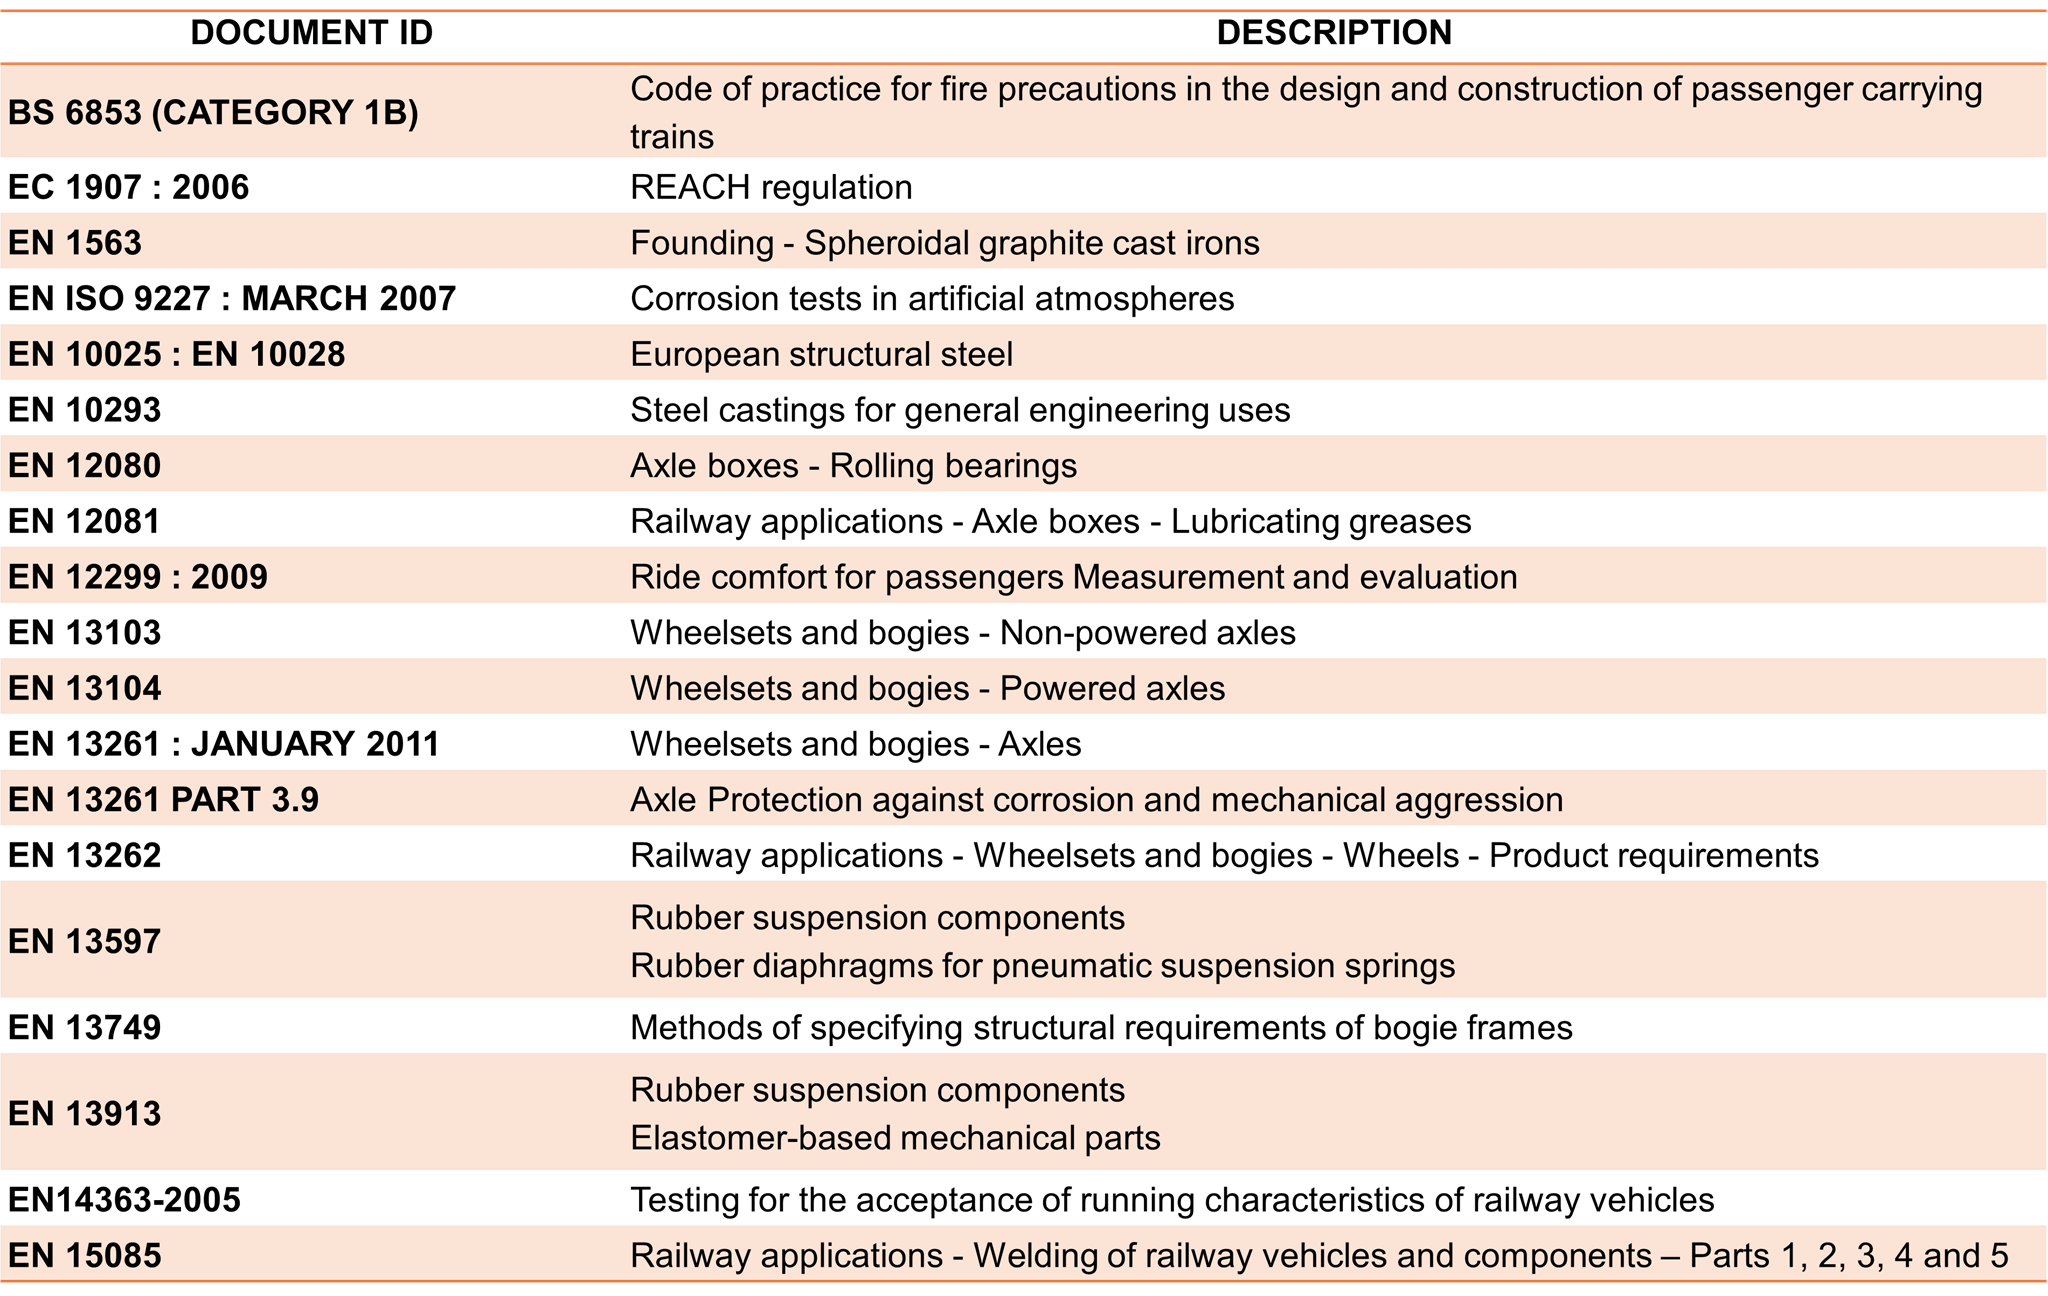 DOCUMENT ID DESCRIPTION
BS 6853 (CATEGORY 1B) Code of practice for fire precautions in the design and construction of passenger carrying
trains
EC 1907 : 2006 REACH regulation
EN 1563 Founding - Spheroidal graphite cast irons
EN ISO 9227 : MARCH 2007 Corrosion tests in artificial atmospheres
EN 10025 : EN 10028 European structural steel
EN 10293 Steel castings for general engineering uses
EN 12080 Axle boxes - Rolling bearings
EN 12081 Railway applications - Axle boxes - Lubricating greases
EN 12299 : 2009 Ride comfort for passengers Measurement and evaluation
EN 13103 Wheelsets and bogies - Non-powered axles
EN 13104 Wheelsets and bogies - Powered axles
EN 13261 : JANUARY 2011 Wheelsets and bogies - Axles
EN 13261 PART 3.9 Axle Protection against corrosion and mechanical aggression
EN 13262 Railway applications - Wheelsets and bogies - Wheels - Product requirements
EN 13597 Rubber suspension components
Rubber diaphragms for pneumatic suspension springs
EN 13749 Methods of specifying structural requirements of bogie frames
EN 13913 Rubber suspension components
Elastomer-based mechanical parts
EN14363-2005 Testing for the acceptance of running characteristics of railway vehicles
EN 15085 Railway applications - Welding of railway vehicles and components – Parts 1, 2, 3, 4 and 5